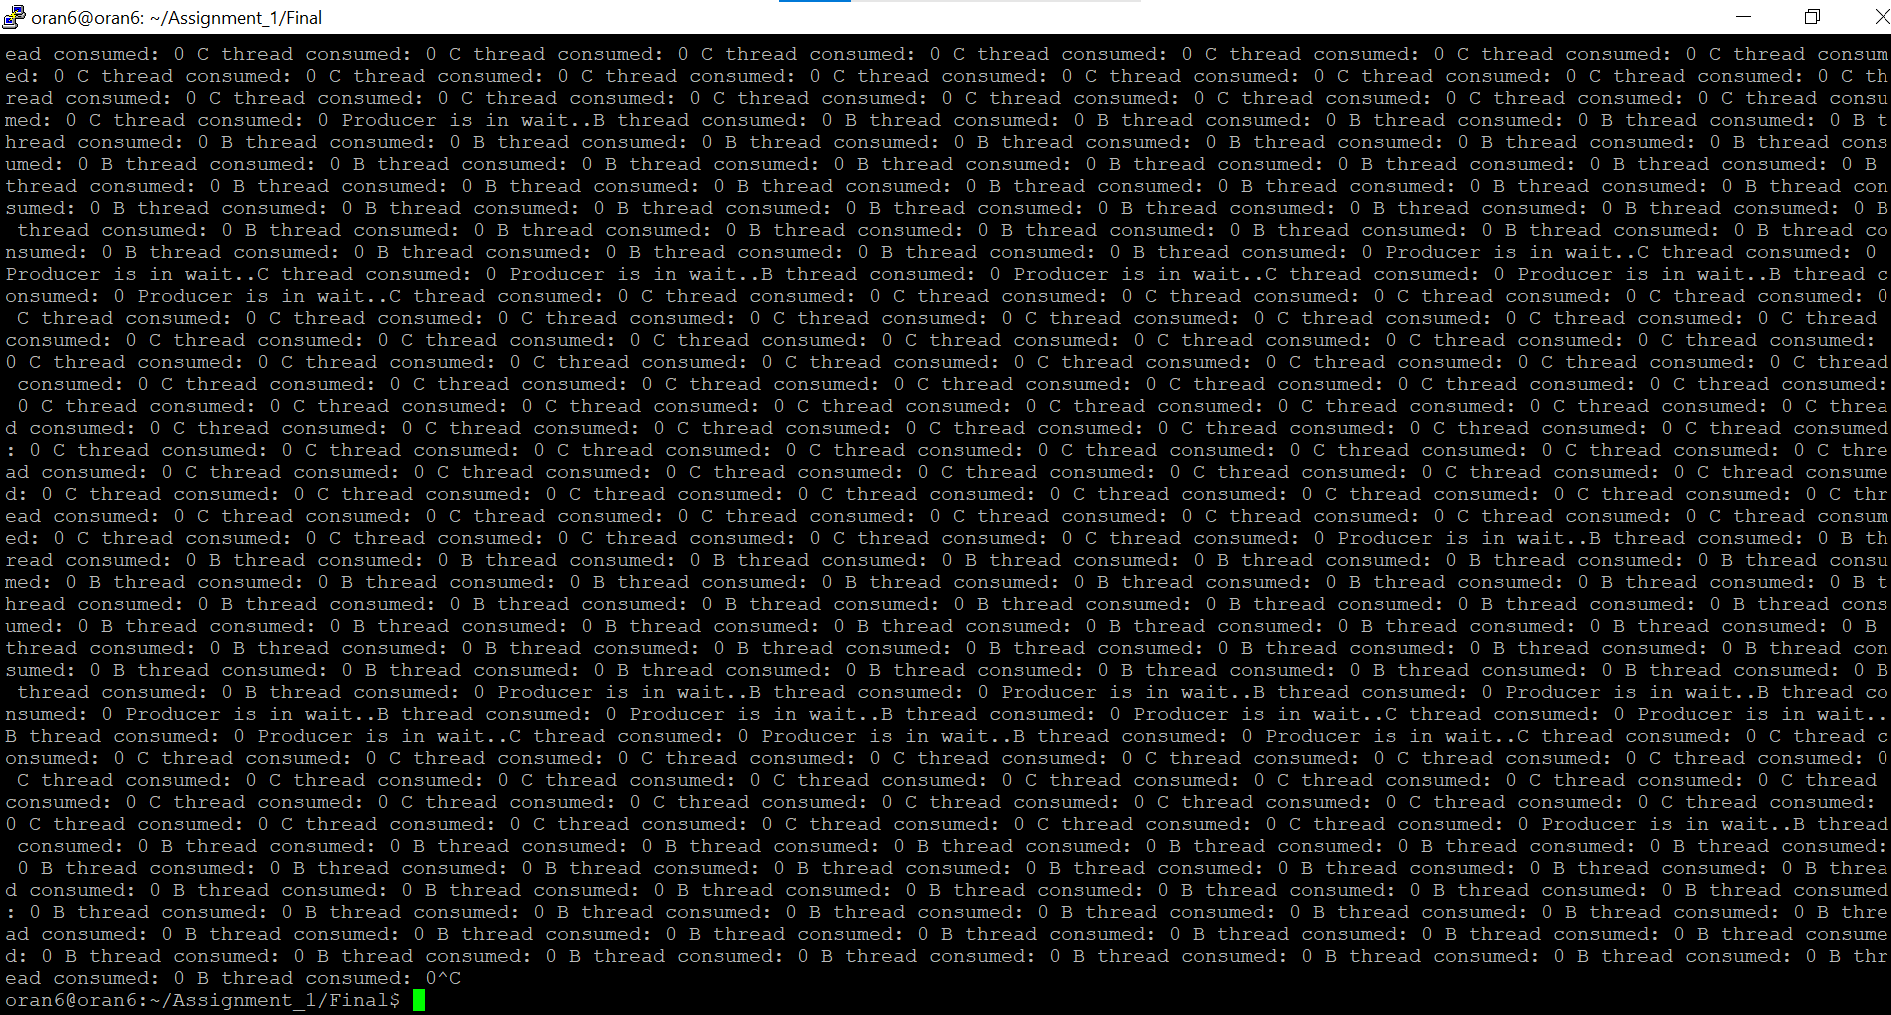 oran6@oran6: ~/Assignment_1/Final
ead consumed: 0 C thread consumed: 0 C thread consumed: 0 C thread consumed: 0 C thread consumed: 0 C thread consumed: 0 C thread consumed: 0 C thread consum
ed: 0 C thread consumed: 0 C thread consumed: 0 C thread consumed: 0 C thread consumed: 0 C thread consumed: 0 C thread consumed: 0 C thread consumed: 0 C th
read consumed: 0 C thread consumed: 0 C thread consumed: 0 C thread consumed: 0 C thread consumed: 0 C thread consumed: 0 C thread consumed: 0 C thread consu
med: 0 C thread consumed: 0 Producer is in wait..B thread consumed: 0 B thread consumed: 0 B thread consumed: 0 B thread consumed: 0 B thread consumed: 0 B t
hread consumed: 0 B thread consumed: 0 B thread consumed: 0 B thread consumed: 0 B thread consumed: 0 B thread consumed: 0 B thread consumed: 0 B thread cons
umed: 0 B thread consumed: 0 B thread consumed: 0 B thread consumed: 0 B thread consumed: 0 B thread consumed: 0 B thread consumed: 0 B thread consumed: 0 B
thread consumed: 0 B thread consumed: 0 B thread consumed: 0 B thread consumed: 0 B thread consumed: 0 B thread consumed: 0 B thread consumed: 0 B thread con
sumed: 0 B thread consumed: 0 B thread consumed: 0 B thread consumed: 0 B thread consumed: 0 B thread consumed: 0 B thread consumed: 0 B thread consumed: 0 B
 thread consumed: 0 B thread consumed: 0 B thread consumed: 0 B thread consumed: 0 B thread consumed: 0 B thread consumed: 0 B thread consumed: 0 B thread co
nsumed: 0 B thread consumed: 0 B thread consumed: 0 B thread consumed: 0 B thread consumed: 0 B thread consumed: 0 Producer is in wait..C thread consumed: 0
Producer is in wait..C thread consumed: 0 Producer is in wait..B thread consumed: 0 Producer is in wait..C thread consumed: 0 Producer is in wait..B thread c
onsumed: 0 Producer is in wait..C thread consumed: 0 C thread consumed: 0 C thread consumed: 0 C thread consumed: 0 C thread consumed: 0 C thread consumed: 0
 C thread consumed: 0 C thread consumed: 0 C thread consumed: 0 C thread consumed: 0 C thread consumed: 0 C thread consumed: 0 C thread consumed: 0 C thread
consumed: 0 C thread consumed: 0 C thread consumed: 0 C thread consumed: 0 C thread consumed: 0 C thread consumed: 0 C thread consumed: 0 C thread consumed:
0 C thread consumed: 0 C thread consumed: 0 C thread consumed: 0 C thread consumed: 0 C thread consumed: 0 C thread consumed: 0 C thread consumed: 0 C thread
 consumed: 0 C thread consumed: 0 C thread consumed: 0 C thread consumed: 0 C thread consumed: 0 C thread consumed: 0 C thread consumed: 0 C thread consumed:
 0 C thread consumed: 0 C thread consumed: 0 C thread consumed: 0 C thread consumed: 0 C thread consumed: 0 C thread consumed: 0 C thread consumed: 0 C threa
d consumed: 0 C thread consumed: 0 C thread consumed: 0 C thread consumed: 0 C thread consumed: 0 C thread consumed: 0 C thread consumed: 0 C thread consumed
: 0 C thread consumed: 0 C thread consumed: 0 C thread consumed: 0 C thread consumed: 0 C thread consumed: 0 C thread consumed: 0 C thread consumed: 0 C thre
ad consumed: 0 C thread consumed: 0 C thread consumed: 0 C thread consumed: 0 C thread consumed: 0 C thread consumed: 0 C thread consumed: 0 C thread consume
d: 0 C thread consumed: 0 C thread consumed: 0 C thread consumed: 0 C thread consumed: 0 C thread consumed: 0 C thread consumed: 0 C thread consumed: 0 C thr
ead consumed: 0 C thread consumed: 0 C thread consumed: 0 C thread consumed: 0 C thread consumed: 0 C thread consumed: 0 C thread consumed: 0 C thread consum
ed: 0 C thread consumed: 0 C thread consumed: 0 C thread consumed: 0 C thread consumed: 0 C thread consumed: 0 Producer is in wait..B thread consumed: 0 B th
read consumed: 0 B thread consumed: 0 B thread consumed: 0 B thread consumed: 0 B thread consumed: 0 B thread consumed: 0 B thread consumed: 0 B thread consu
med: 0 B thread consumed: 0 B thread consumed: 0 B thread consumed: 0 B thread consumed: 0 B thread consumed: 0 B thread consumed: 0 B thread consumed: 0 B t
hread consumed: 0 B thread consumed: 0 B thread consumed: 0 B thread consumed: 0 B thread consumed: 0 B thread consumed: 0 B thread consumed: 0 B thread cons
umed: 0 B thread consumed: 0 B thread consumed: 0 B thread consumed: 0 B thread consumed: 0 B thread consumed: 0 B thread consumed: 0 B thread consumed: 0 B
thread consumed: 0 B thread consumed: 0 B thread consumed: 0 B thread consumed: 0 B thread consumed: 0 B thread consumed: 0 B thread consumed: 0 B thread con
sumed: 0 B thread consumed: 0 B thread consumed: 0 B thread consumed: 0 B thread consumed: 0 B thread consumed: 0 B thread consumed: 0 B thread consumed: 0 B
 thread consumed: 0 B thread consumed: 0 Producer is in wait..B thread consumed: 0 Producer is in wait..B thread consumed: 0 Producer is in wait..B thread co
nsumed: 0 Producer is in wait..B thread consumed: 0 Producer is in wait..B thread consumed: 0 Producer is in wait..C thread consumed: 0 Producer is in wait..
B thread consumed: 0 Producer is in wait..C thread consumed: 0 Producer is in wait..B thread consumed: 0 Producer is in wait..C thread consumed: 0 C thread c
onsumed: 0 C thread consumed: 0 C thread consumed: 0 C thread consumed: 0 C thread consumed: 0 C thread consumed: 0 C thread consumed: 0 C thread consumed: 0
 C thread consumed: 0 C thread consumed: 0 C thread consumed: 0 C thread consumed: 0 C thread consumed: 0 C thread consumed: 0 C thread consumed: 0 C thread
consumed: 0 C thread consumed: 0 C thread consumed: 0 C thread consumed: 0 C thread consumed: 0 C thread consumed: 0 C thread consumed: 0 C thread consumed:
0 C thread consumed: 0 C thread consumed: 0 C thread consumed: 0 C thread consumed: 0 C thread consumed: 0 C thread consumed: 0 Producer is in wait..B thread
 consumed: 0 B thread consumed: 0 B thread consumed: 0 B thread consumed: 0 B thread consumed: 0 B thread consumed: 0 B thread consumed: 0 B thread consumed:
 0 B thread consumed: 0 B thread consumed: 0 B thread consumed: 0 B thread consumed: 0 B thread consumed: 0 B thread consumed: 0 B thread consumed: 0 B threa
d consumed: 0 B thread consumed: 0 B thread consumed: 0 B thread consumed: 0 B thread consumed: 0 B thread consumed: 0 B thread consumed: 0 B thread consumed
: 0 B thread consumed: 0 B thread consumed: 0 B thread consumed: 0 B thread consumed: 0 B thread consumed: 0 B thread consumed: 0 B thread consumed: 0 B thre
ad consumed: 0 B thread consumed: 0 B thread consumed: 0 B thread consumed: 0 B thread consumed: 0 B thread consumed: 0 B thread consumed: 0 B thread consume
d: 0 B thread consumed: 0 B thread consumed: 0 B thread consumed: 0 B thread consumed: 0 B thread consumed: 0 B thread consumed: 0 B thread consumed: 0 B thr
ead consumed: 0 B thread consumed: 0^C
oran6@oran6:~/Assignment_1/Final$